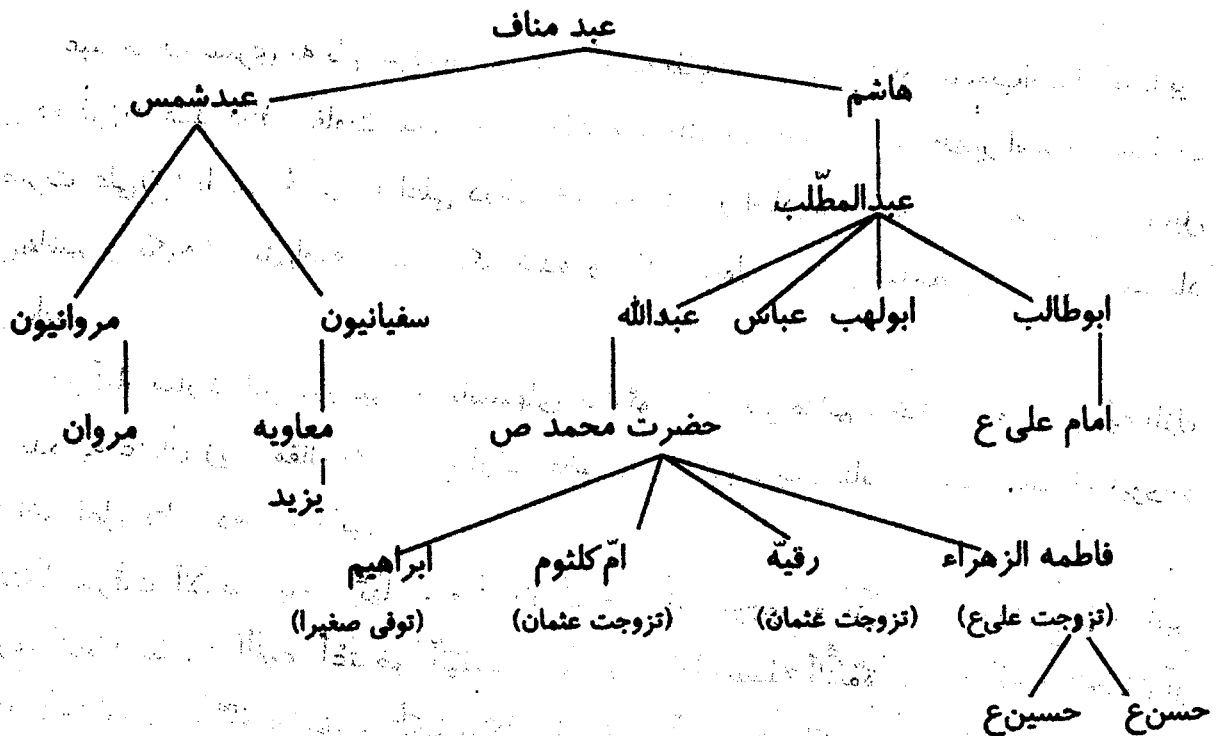 عبد مناف
هاشم عبدشمس
عبدالمطّلب
ابوطالب ابولهب عباس عبدالله سفیانیون مروانیون
امام علی ع حضرت محمد ص معاویه مروان
یزید
فاطمه الزهراء رقیّه امّ کلثوم ابراهیم
(تزوجت علی‌ع) (تزوجت عثمان) (تزوجت عثمان) (توفی صغیرا)
حسن‌ع حسین‌ع